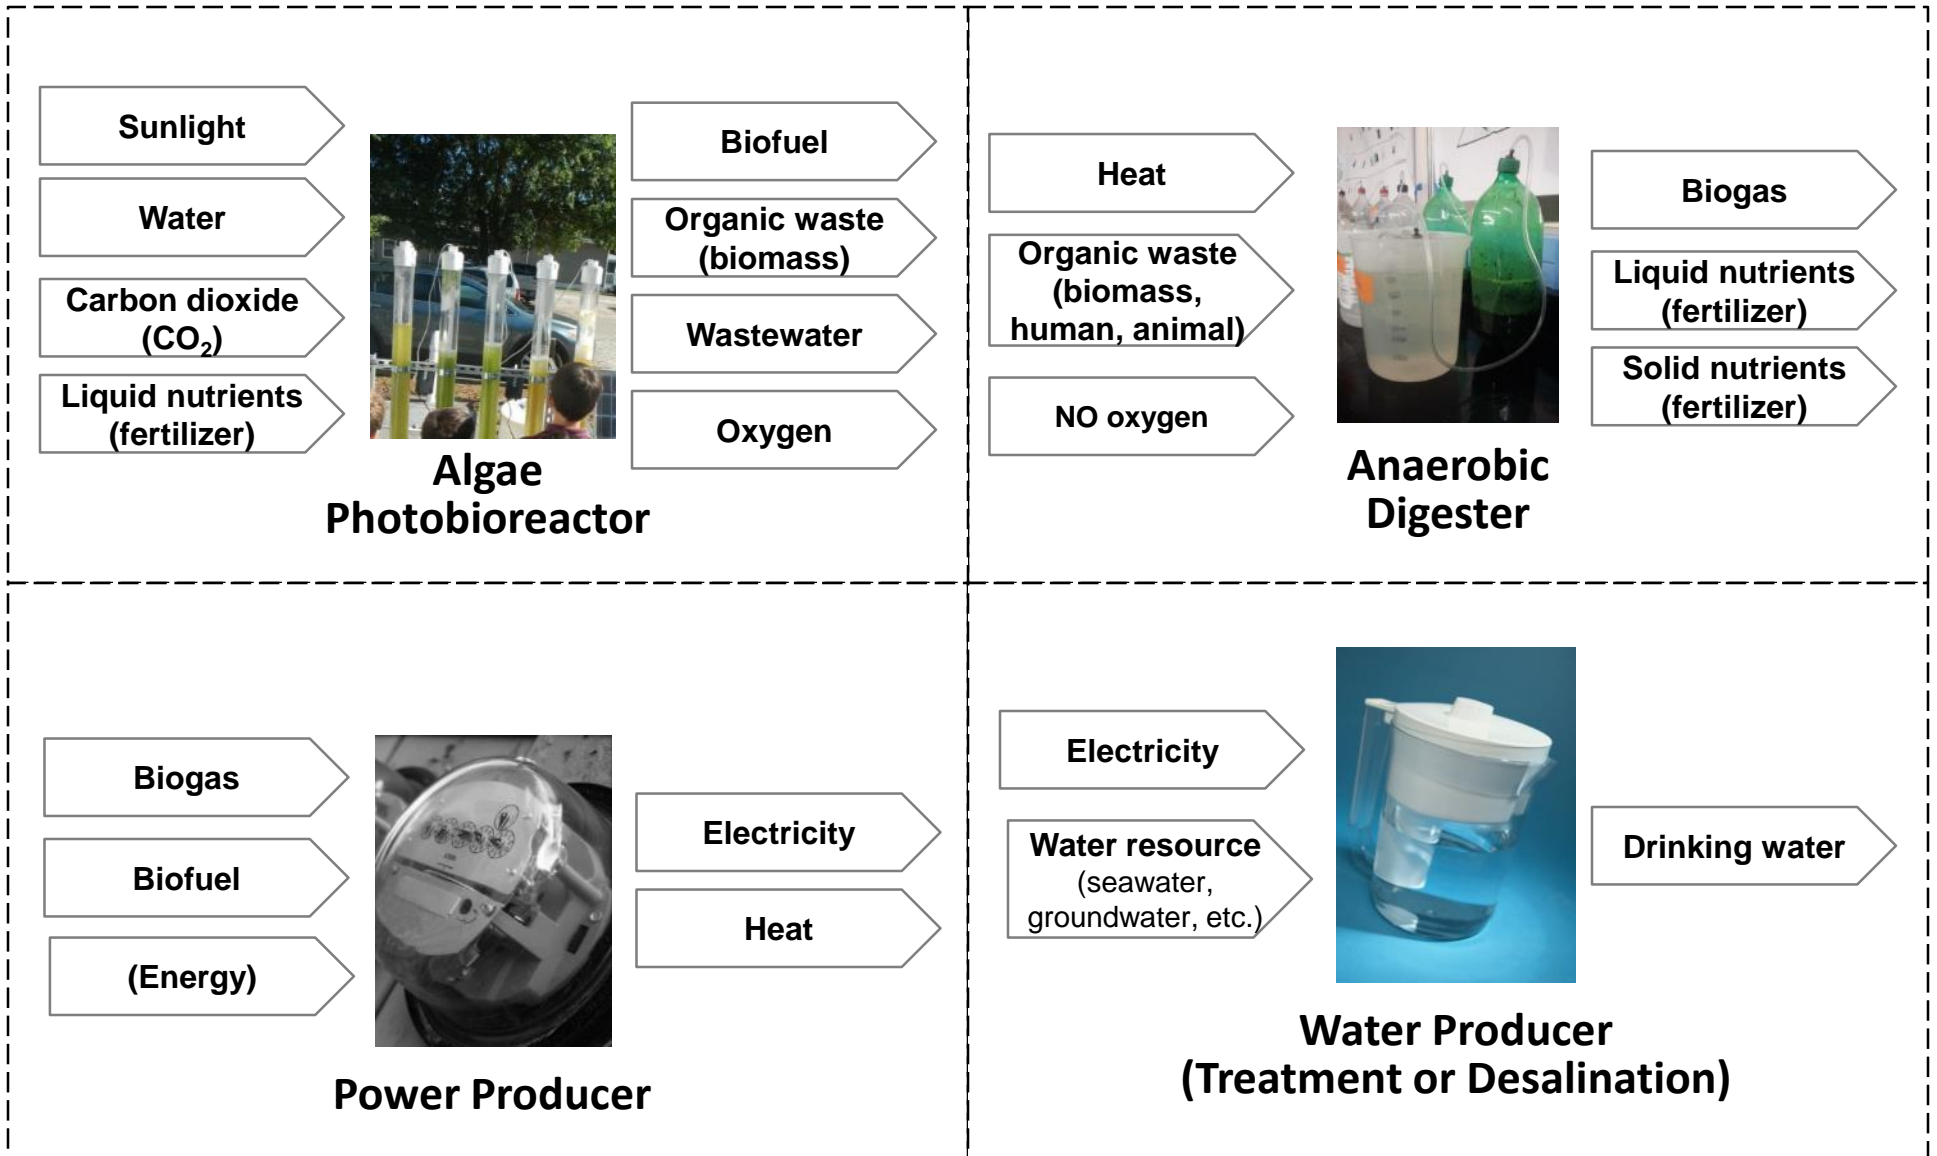 Sunlight
Water
Carbon dioxide
(CO₂)
Liquid nutrients
(fertilizer)
Biofuel
Organic waste
(biomass)
Wastewater
Oxygen
Algae
Photobioreactor
Heat
Organic waste
(biomass,
human, animal)
NO oxygen
Biogas
Liquid nutrients
(fertilizer)
Solid nutrients
(fertilizer)
Anaerobic
Digester
Biogas
Biofuel
(Energy)
Electricity
Heat
Power Producer
Electricity
Water resource
(seawater,
groundwater, etc.)
Drinking water
Water Producer
(Treatment or Desalination)